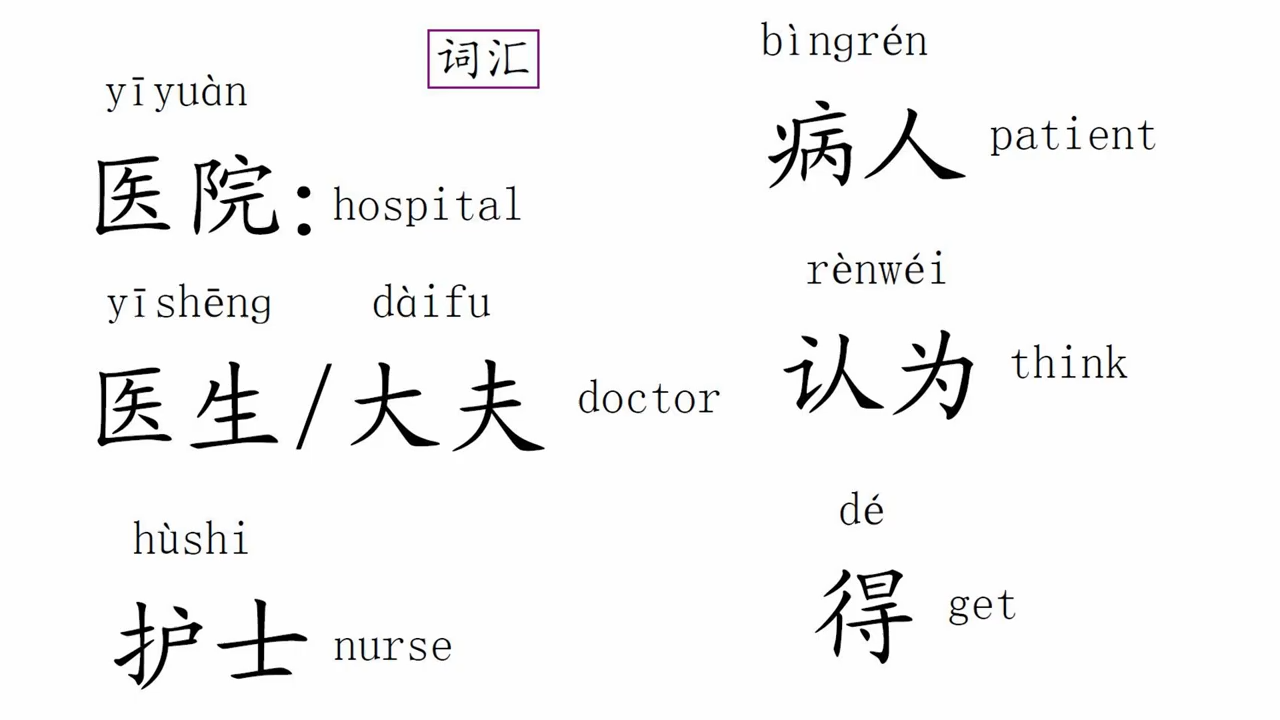 词汇
yīyuàn
医院: hospital
yīshēng dàifu
医生/大夫 doctor
hùshi
护士 nurse
bìngrén
病人 patient
rènwéi
认为 think
dé
得 get